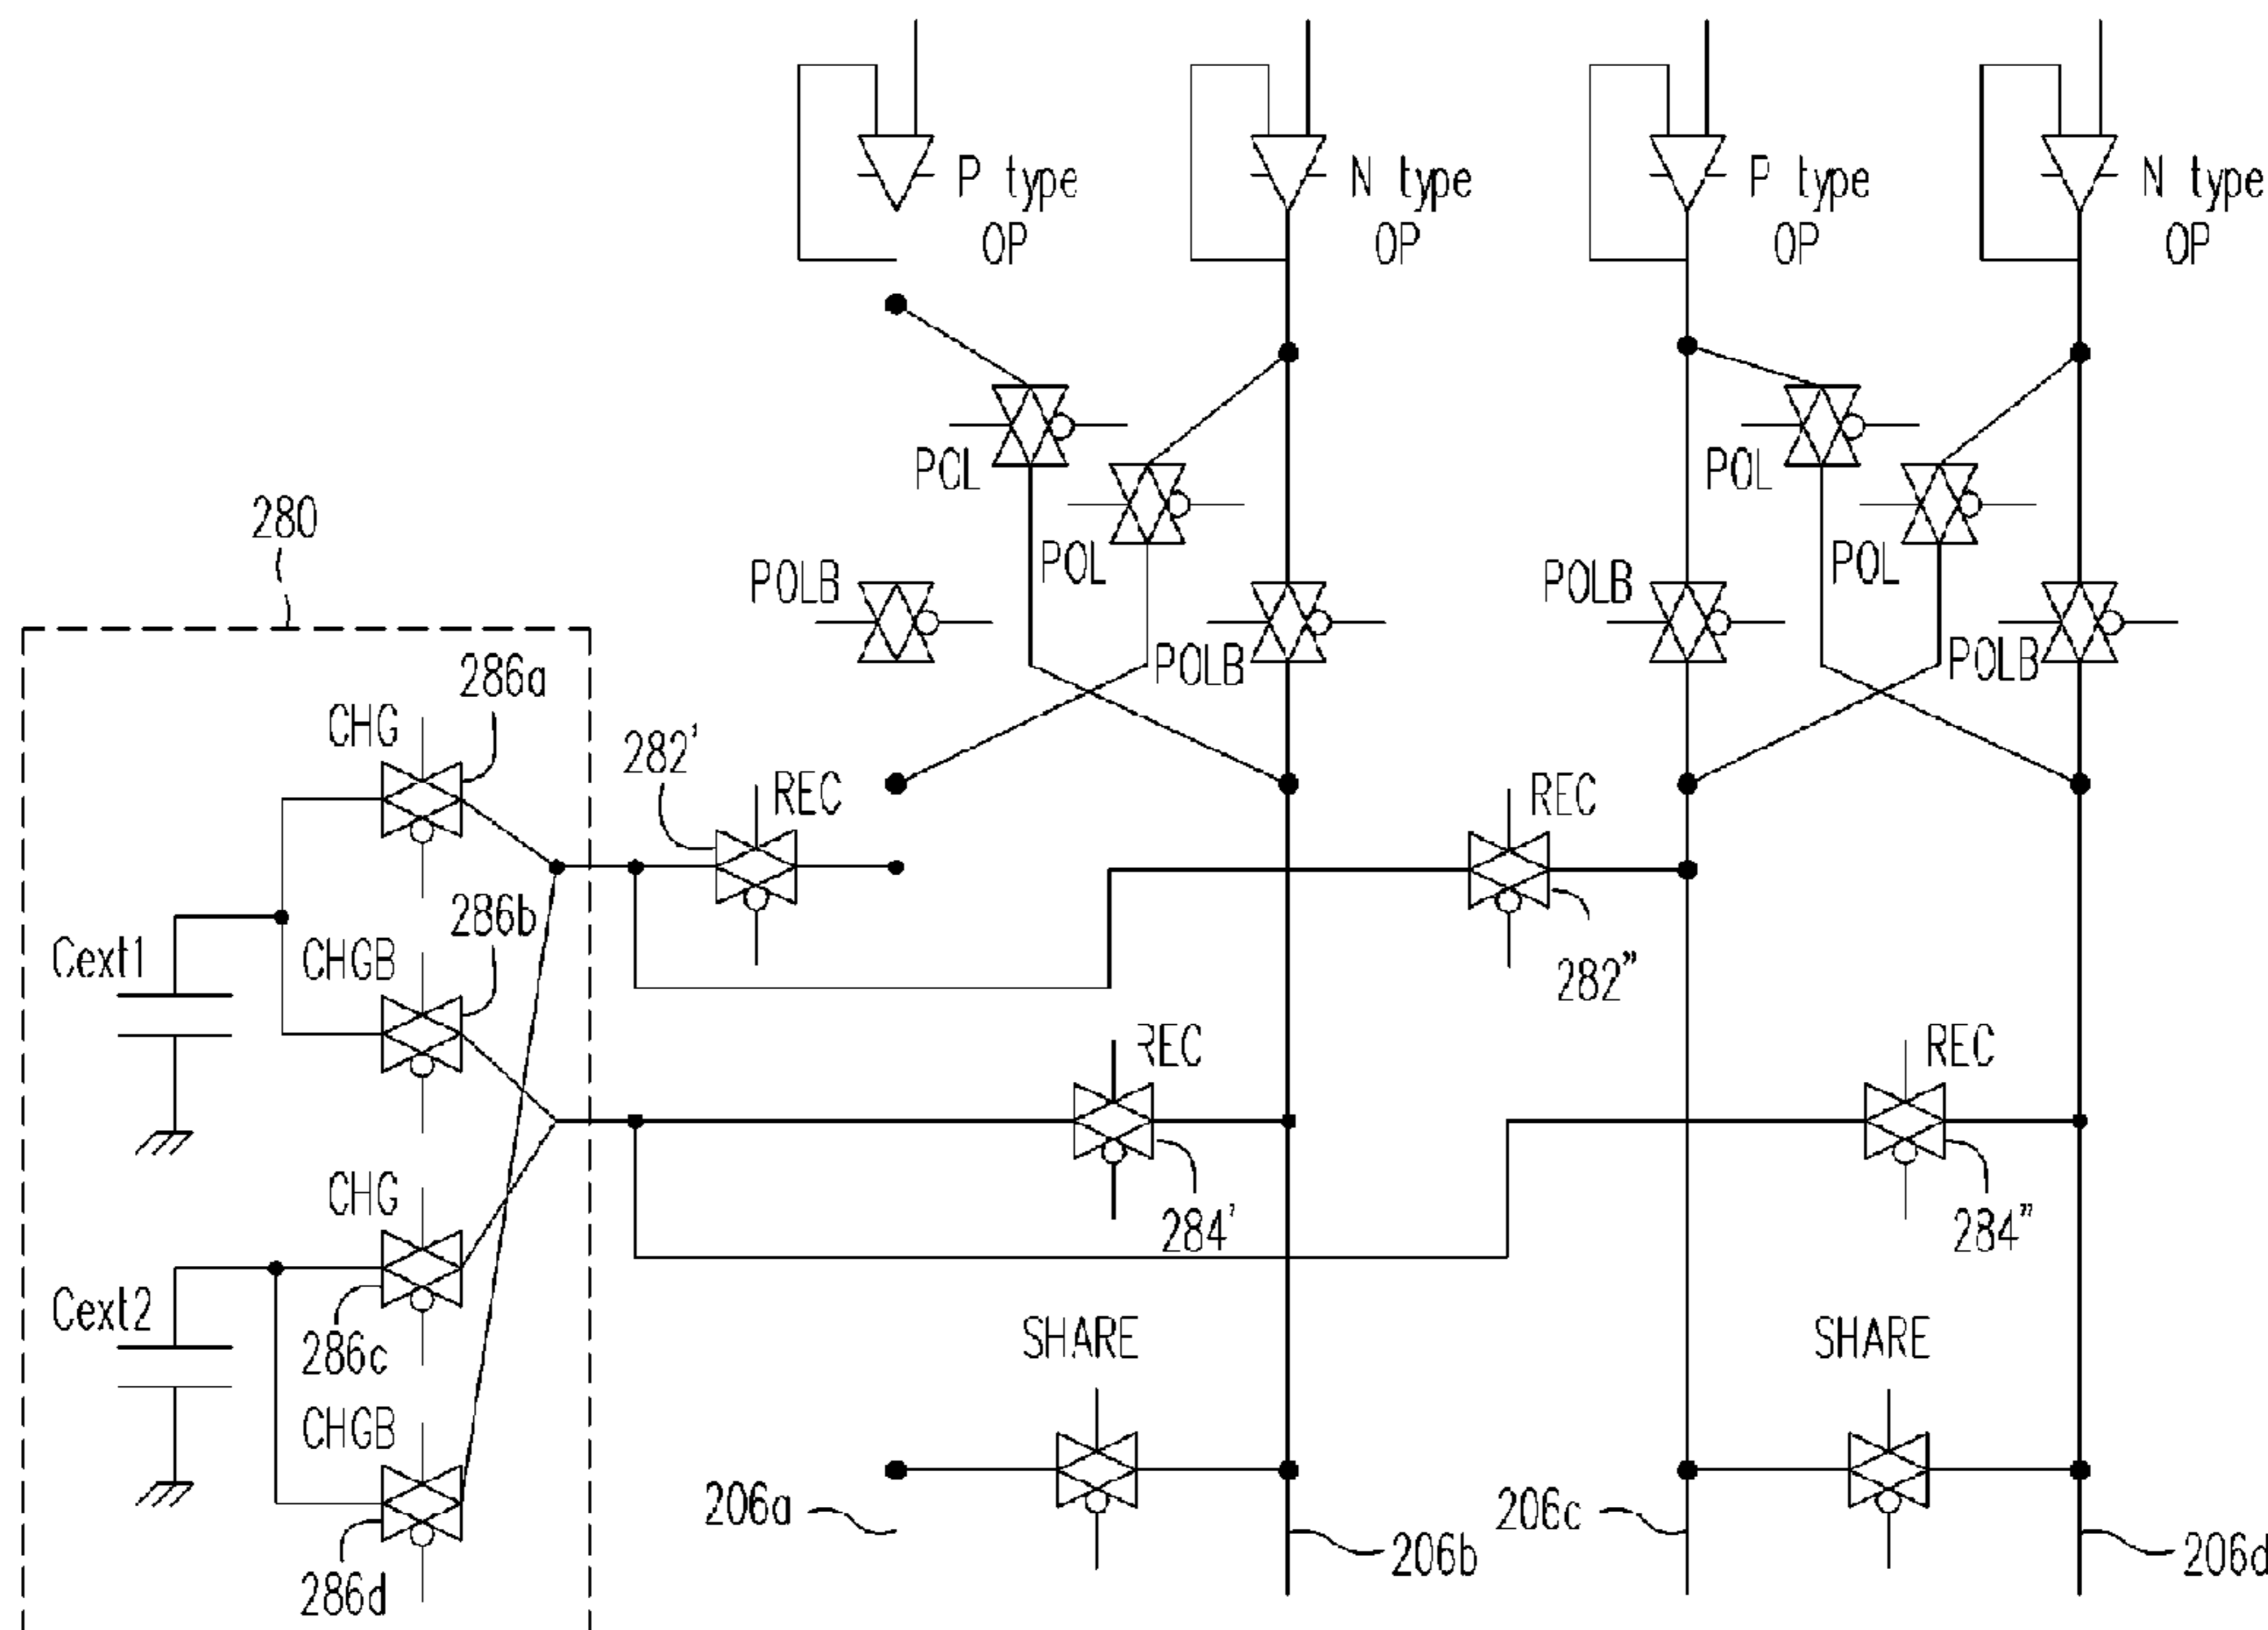 P type
OP
N type
OP
P type
OP
N type
OP
PCL
POL
POL
POL
280
POLB
POLB
POLB
POLB
286a
CHG
282'
REC
REC
286b
CHGB
Cext1
282”
REC
REC
CHG
284'
284”
Cext2
286c
SHARE
SHARE
CHGB
206a
206c
206b
206d
286d